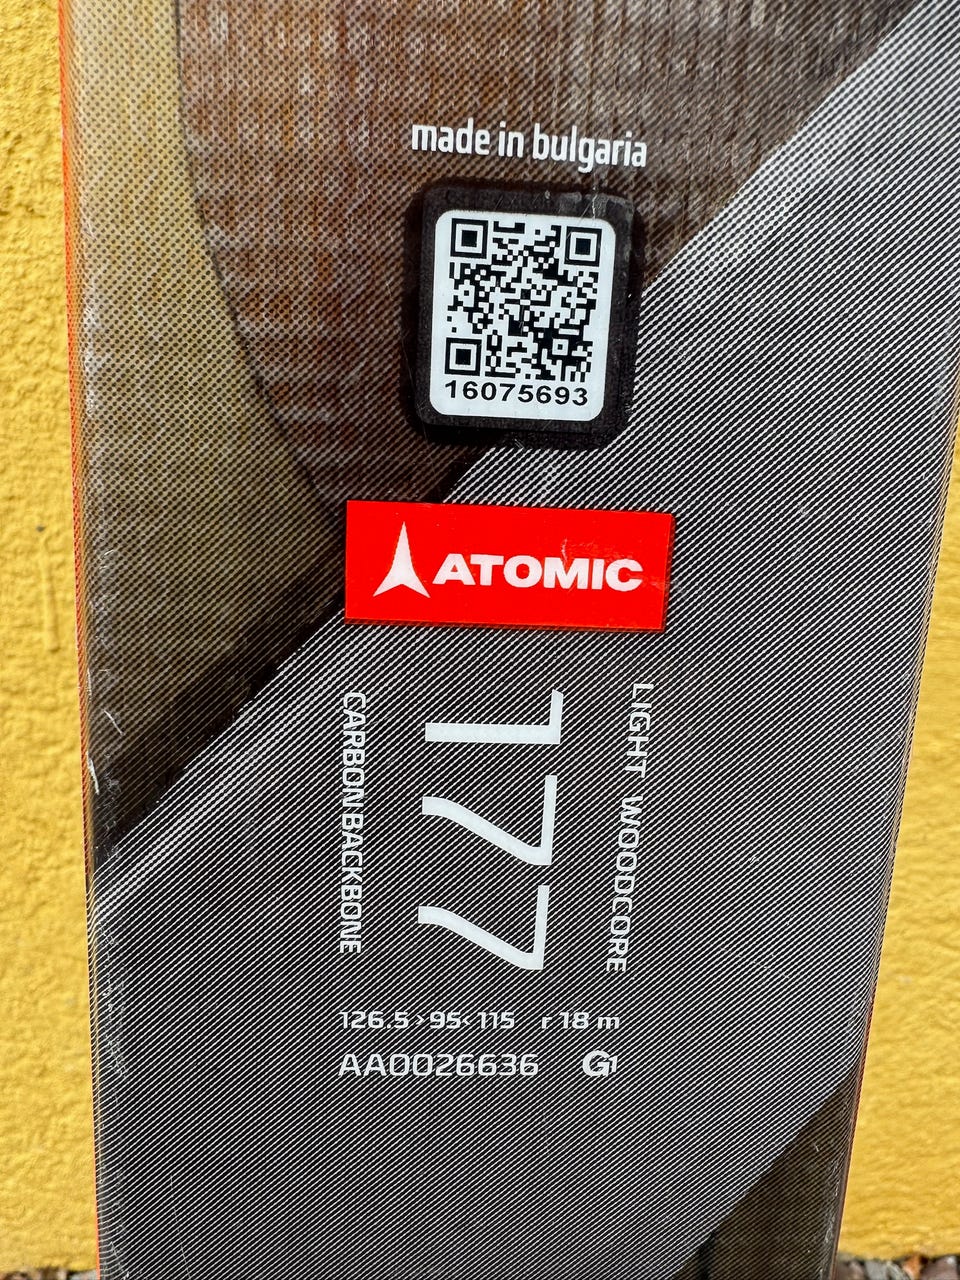 made in bulgaria
16075693
ATOMIC
LIGHT WOODCORE
177
CARBON BACKBONE
126.5>95<115 r 18 m
AA0026636 G1